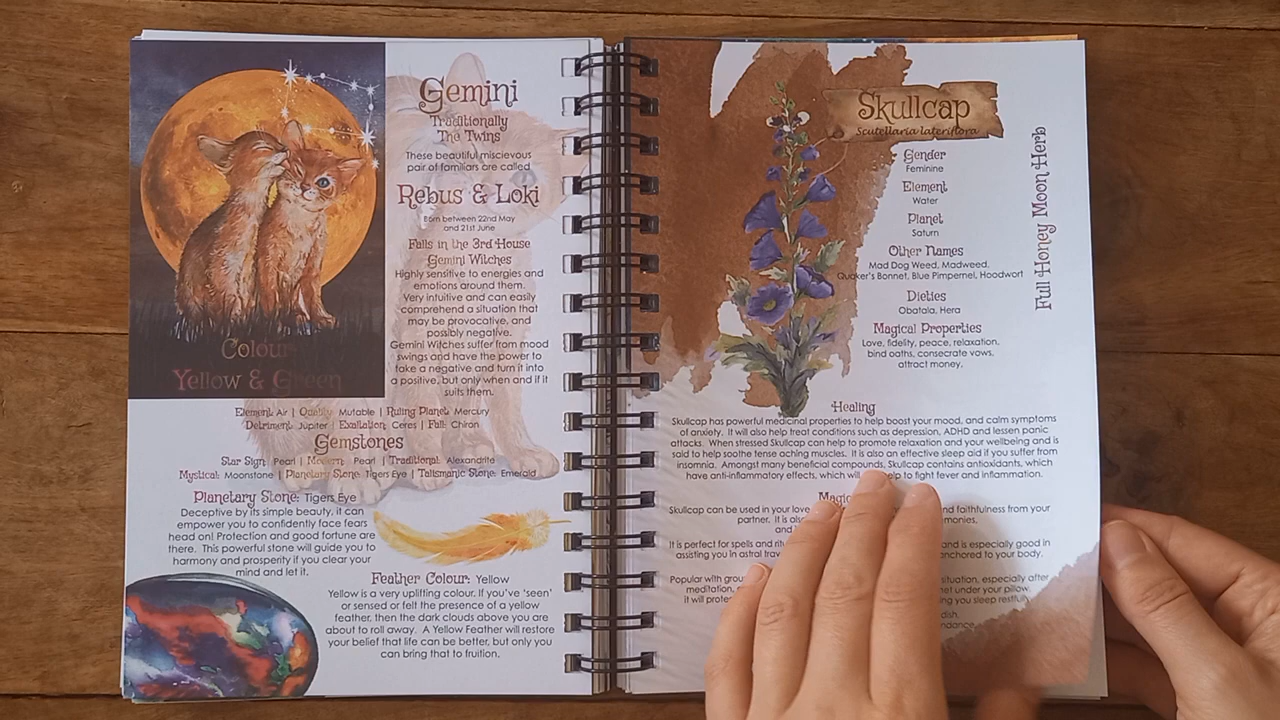 Gemini
Traditionally
The Twins
These beautiful miscievous
pair of familiars are called
Rebus & Loki
Born between 22nd May
and 21st June
Falls in the 3rd House
Gemini Witches
Highly sensitive to energies and
emotions around them.
Very intuitive and can easily
comprehend a situation that
may be provocative, and
possibly negative.
Gemini Witches suffer from mood
swings and have the power to
take a negative and turn it into
a positive, but only when and if it
suits them.
Colour:
Yellow & Green
Element: Air | Quality: Mutable | Ruling Planet: Mercury
Detriment: Jupiter | Exaltation: Ceres | Fall: Chiron
Gemstones
Star Sign: Pearl | Modern: Pearl | Traditional: Alexandrite
Mystical: Moonstone | Planetary Stone: Tigers Eye | Talismanic Stone: Emerald
Planetary Stone: Tigers Eye
Deceptive by its simple beauty, it can
empower you to confidently face fears
head on! Protection and good fortune are
there. This powerful stone will guide you to
harmony and prosperity if you clear your
mind and let it.
Feather Colour: Yellow
Yellow is a very uplifting colour. If you've 'seen'
or sensed or felt the presence of a yellow
feather, then the dark clouds above you are
about to roll away. A Yellow Feather will restore
your belief that life can be better, but only you
can bring that to fruition.
Skullcap
Scutellaria lateriflora
Full Honey Moon Herb
Gender
Feminine
Element
Water
Planet
Saturn
Other Names
Mad Dog Weed, Madweed,
Quaker's Bonnet, Blue Pimpernel, Hoodwort
Dieties
Obatala, Hera
Magical Properties
Love, fidelity, peace, relaxation,
bind oaths, consecrate vows,
attract money.
Healing
Skullcap has powerful medicinal properties to help boost your mood, and calm symptoms
of anxiety. It will also help treat conditions such as depression, ADHD and lessen panic
attacks. When stressed Skullcap can help to promote relaxation and your wellbeing and is
said to help soothe tense aching muscles. It is also an effective sleep aid if you suffer from
insomnia. Amongst many beneficial compounds, Skullcap contains antioxidants, which
have anti-inflammatory effects, which will help to fight fever and inflammation.
Skullcap can be used in your love and faithfulness from your
partner. It is
It is perfect for spells and and is especially good in
assisting you in astral to your body.
Popular with situation, especially after
meditation, under your pillow
it will you sleep restfully